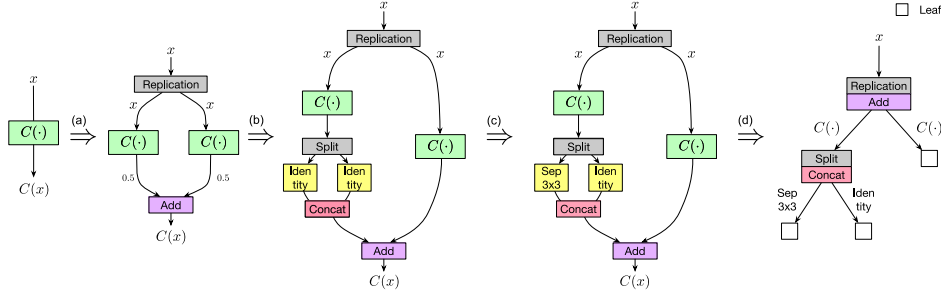 x
C(·)
C(x)
(a)
x
Replication
x
x
C(·)
C(·)
0.5
0.5
Add
C(x)
(b)
x
Replication
x
x
C(·)
C(·)
Split
Iden
tity
Iden
tity
Concat
Add
C(x)
(c)
x
Replication
x
x
C(·)
C(·)
Split
Sep
3x3
Iden
tity
Concat
Add
C(x)
(d)
Leaf
x
Replication
Add
C(·)
C(·)
Split
Concat
Sep
3x3
Iden
tity